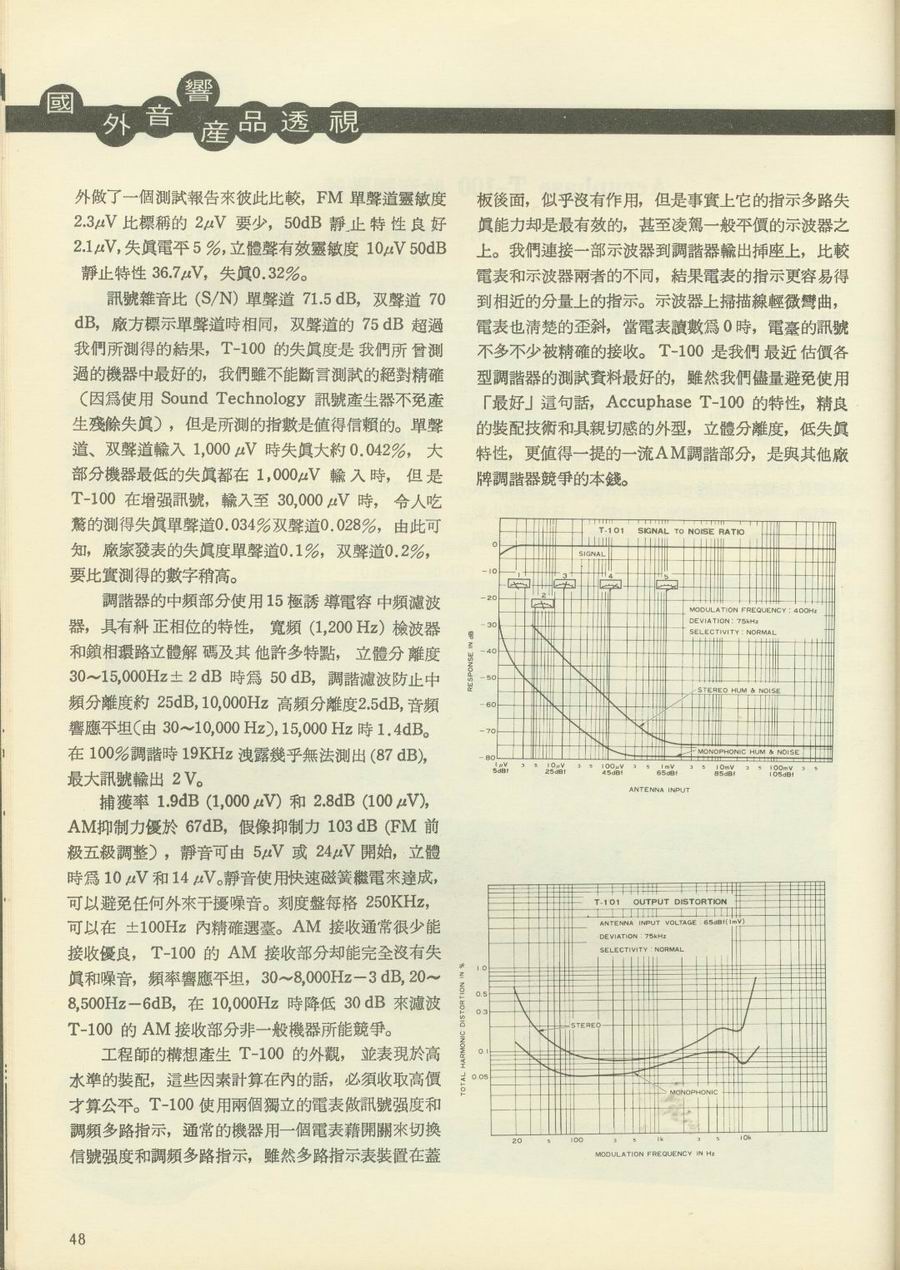 國外音響産品透視
外做了一個測試報告來彼此比較，FM 單聲道靈敏度
2.3μV 比標稱的 2μV 要少，50dB 靜止特性良好
2.1μV,失眞電平5％,立體聲有效靈敏度 10μV 50dB
靜止特性 36.7μV，失眞0.32％。
訊號雜音比 (S/N) 單聲道 71.5 dB，双聲道 70
dB，廠方標示單聲道時相同，双聲道的 75 dB 超過
我們所測得的結果，T-100 的失眞度是我們所曾測
過的機器中最好的，我們雖不能斷言測試的絕對精確
（因爲使用 Sound Technology 訊號產生器不免產
生殘餘失眞），但是所測的指數是值得信賴的。單聲
道、双聲道輸入 1,000 μV 時失眞大約 0.042％，大
部分機器最低的失眞都在 1,000μV 輸入時，但是
T-100 在增强訊號，輸入至 30,000 μV 時，令人吃
驚的測得失眞單聲道0.034％双聲道0.028％，由此可
知，廠家發表的失眞度單聲道0.1％，双聲道0.2％，
要比實測得的數字稍高。
調諧器的中頻部分使用15 極誘導電容中頻濾波
器，具有糾正相位的特性，寬頻 (1,200 Hz) 檢波器
和鎖相環路立體解碼及其他許多特點，立體分離度
30～15,000Hz± 2 dB 時爲 50 dB，調諧濾波防止中
頻分離度約 25dB,10,000Hz 高頻分離度2.5dB,音頻
響應平坦(由 30～10,000 Hz),15,000 Hz 時 1.4dB。
在 100％調諧時 19KHz 洩露幾乎無法測出 (87 dB),
最大訊號輸出 2 V。
捕獲率 1.9dB (1,000 μV) 和 2.8dB (100 μV),
AM抑制力優於 67dB，假像抑制力 103 dB (FM 前
級五級調整），靜音可由 5μV 或 24μV 開始，立體
時爲 10 μV 和14 μV。靜音使用快速磁簧繼電來達成，
可以避免任何外來干擾噪音。刻度盤每格 250KHz,
可以在 ±100Hz 內精確選臺。AM 接收通常很少能
接收優良，T-100 的 AM 接收部分却能完全沒有失
眞和噪音，頻率響應平坦，30～8,000Hz－3 dB, 20～
8,500Hz－6dB，在 10,000Hz 時降低 30 dB 來濾波
T-100 的 AM 接收部分非一般機器所能競爭。
工程師的構想產生 T-100 的外觀，並表現於高
水準的裝配，這些因素計算在內的話，必須收取高價
才算公平。T-100 使用兩個獨立的電表做訊號强度和
調頻多路指示，通常的機器用一個電表藉開關來切換
信號强度和調頻多路指示，雖然多路指示表裝置在蓋
板後面，似乎沒有作用，但是事實上它的指示多路失
眞能力却是最有效的，甚至凌駕一般平價的示波器之
上。我們連接一部示波器到調諧器輸出挿座上，比較
電表和示波器兩者的不同，結果電表的指示更容易得
到相近的分量上的指示。示波器上掃描線輕微彎曲，
電表也淸楚的歪斜，當電表讀數爲 0 時，電臺的訊號
不多不少被精確的接收。T-100 是我們最近估價各
型調諧器的測試資料最好的，雖然我們儘量避免使用
「最好」這句話，Accuphase T-100 的特性，精良
的裝配技術和具親切感的外型，立體分離度，低失眞
特性，更值得一提的一流AM調諧部分，是與其他廠
牌調諧器競爭的本錢。
T-101 SIGNAL TO NOISE RATIO
SIGNAL
1 2 3 4 5
MODULATION FREQUENCY : 400Hz
DEVIATION : 75kHz
SELECTIVITY : NORMAL
STEREO HUM & NOISE
MONOPHONIC HUM & NOISE
RESPONSE IN dB
0
-10
-20
-30
-40
-50
-60
-70
-80
1μV 3 5 10μV 3 5 100μV 3 5 1mV 3 5 10mV 3 5 100mV 3 5
5dBf 25dBf 45dBf 65dBf 85dBf 105dBf
ANTENNA INPUT
T-101 OUTPUT DISTORTION
ANTENNA INPUT VOLTAGE : 65dBf(1mV)
DEVIATION : 75kHz
SELECTIVITY : NORMAL
STEREO
MONOPHONIC
TOTAL HARMONIC DISTORTION IN %
1.0
0.5
0.3
0.1
0.05
20 5 100 3 5 1k 3 5 10k
MODULATION FREQUENCY IN Hz
48